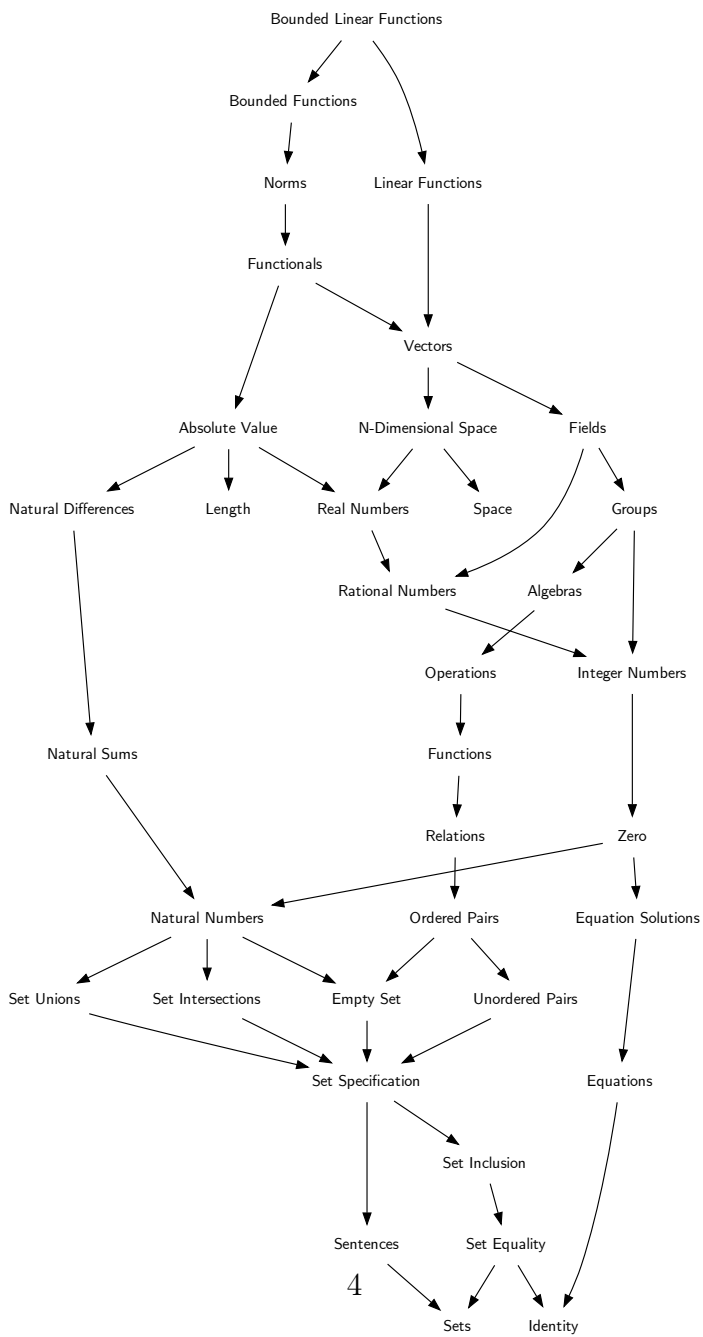 Bounded Linear Functions
Bounded Functions
Norms
Linear Functions
Functionals
Vectors
Absolute Value
N-Dimensional Space
Fields
Natural Differences
Length
Real Numbers
Space
Groups
Rational Numbers
Algebras
Operations
Integer Numbers
Natural Sums
Functions
Relations
Zero
Natural Numbers
Ordered Pairs
Equation Solutions
Set Unions
Set Intersections
Empty Set
Unordered Pairs
Set Specification
Equations
Set Inclusion
Sentences
Set Equality
4
Sets
Identity